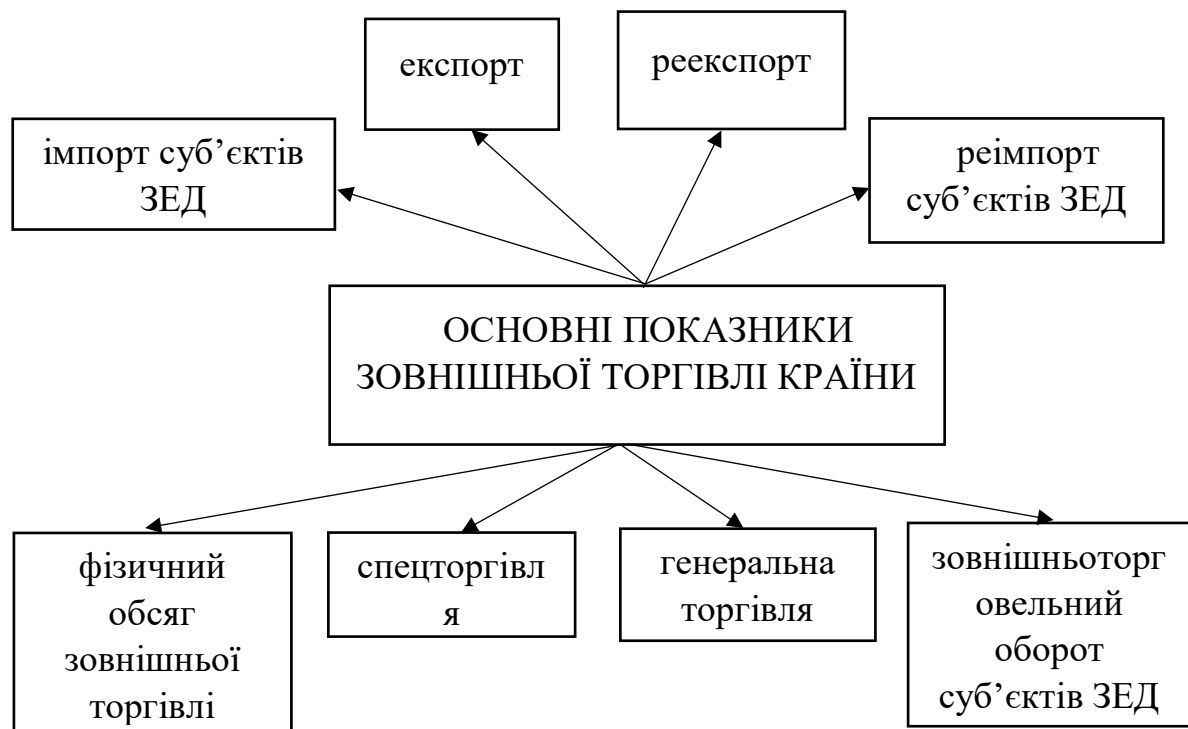 експорт
реекспорт
імпорт суб’єктів
ЗЕД
реімпорт
суб’єктів ЗЕД
ОСНОВНІ ПОКАЗНИКИ
ЗОВНІШНЬОЇ ТОРГІВЛІ КРАЇНИ
фізичний
обсяг
зовнішньої
торгівлі
спецторгівл
я
генеральна
торгівля
зовнішньоторг
овельний
оборот
суб’єктів ЗЕД